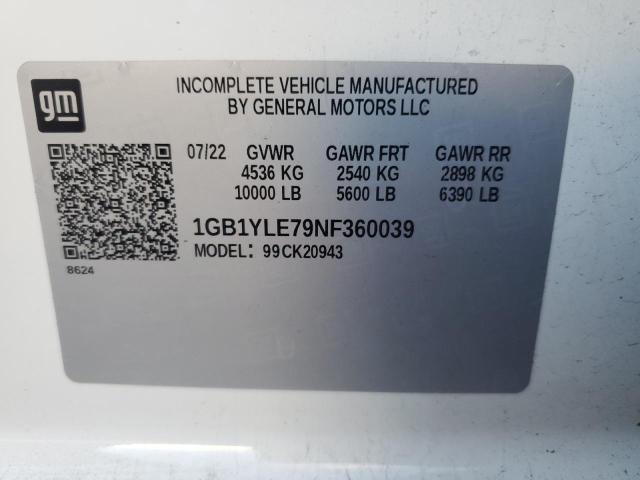 gm
INCOMPLETE VEHICLE MANUFACTURED
BY GENERAL MOTORS LLC
07/22 GVWR GAWR FRT GAWR RR
4536 KG 2540 KG 2898 KG
10000 LB 5600 LB 6390 LB
1GB1YLE79NF360039
MODEL: 99CK20943
8624